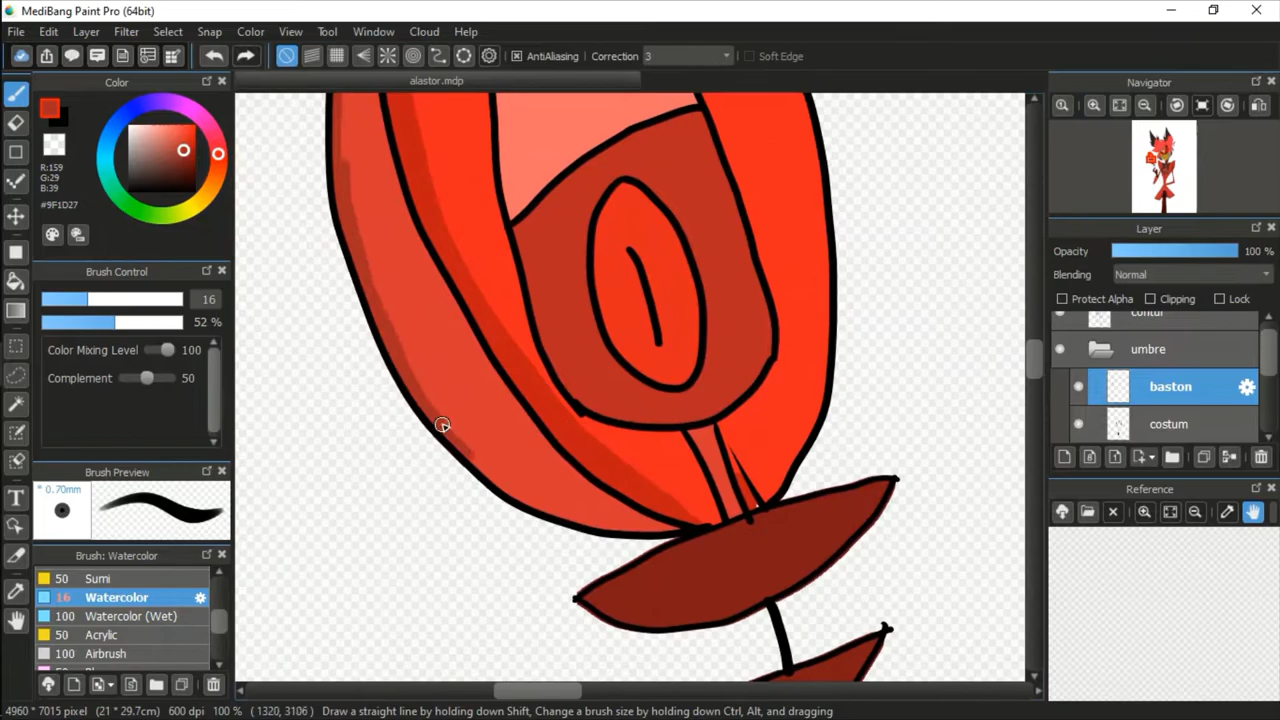 MediBang Paint Pro (64bit)
File Edit Layer Filter Select Snap Color View Tool Window Cloud Help
AntiAliasing Correction 3 Soft Edge
Color
alastor.mdp
Navigator
R:159
G:29
B:39
#9F1D27
Layer
Opacity 100 %
Brush Control
Blending Normal
16
Protect Alpha Clipping Lock
52 %
contur
Color Mixing Level 100
umbre
Complement 50
baston
costum
Brush Preview
Reference
* 0.70mm
Brush: Watercolor
50 Sumi
16 Watercolor
100 Watercolor (Wet)
50 Acrylic
100 Airbrush
4960 * 7015 pixel (21 * 29.7cm) 600 dpi 100 % ( 1320, 3106 ) Draw a straight line by holding down Shift, Change a brush size by holding down Ctrl, Alt, and dragging